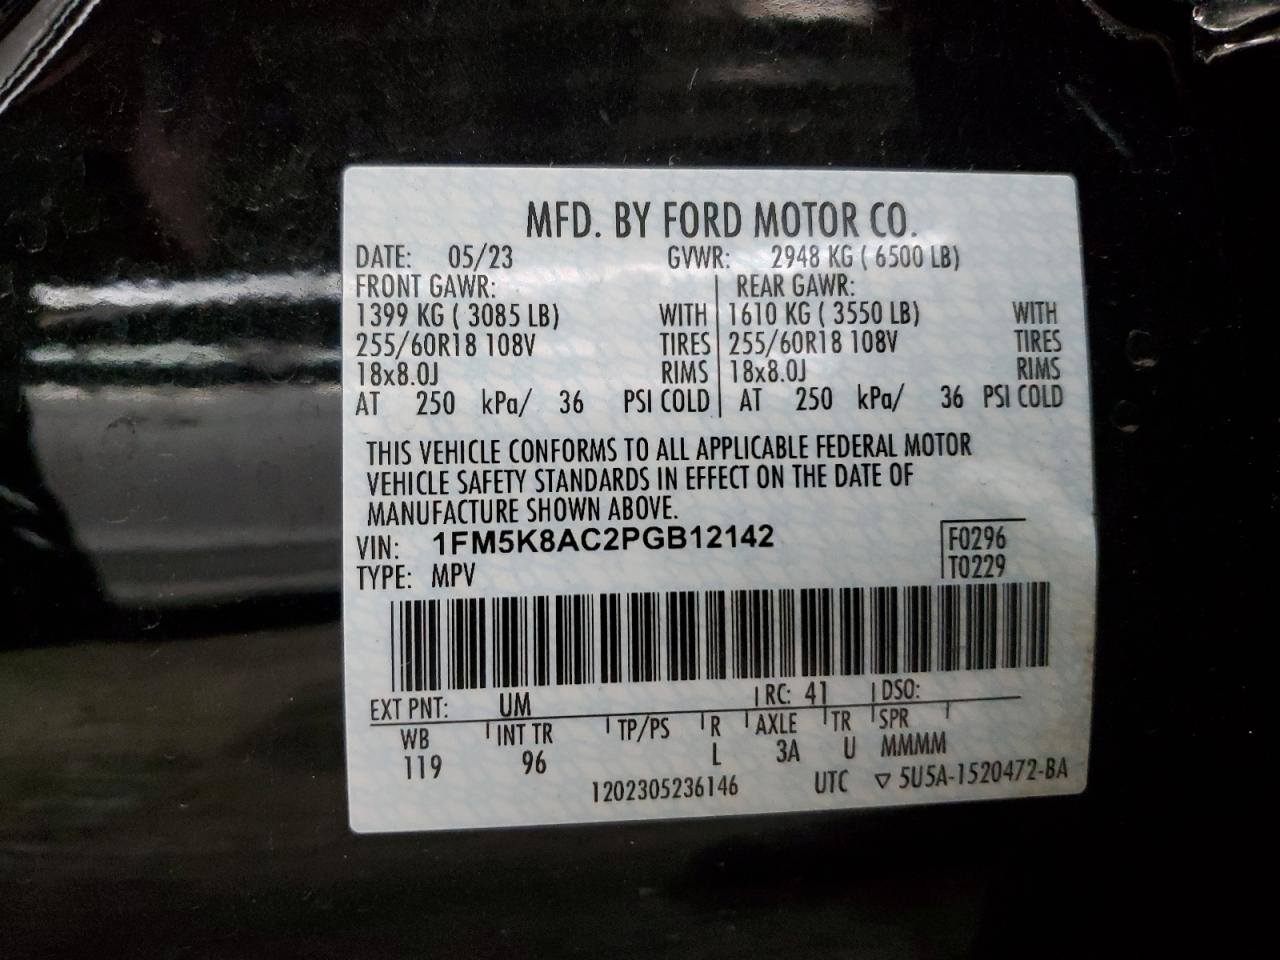 MFD. BY FORD MOTOR CO.
DATE: 05/23 GVWR: 2948 KG ( 6500 LB)
FRONT GAWR: REAR GAWR:
1399 KG ( 3085 LB) WITH 1610 KG ( 3550 LB) WITH
255/60R18 108V TIRES 255/60R18 108V TIRES
18x8.0J RIMS 18x8.0J RIMS
AT 250 kPa/ 36 PSI COLD AT 250 kPa/ 36 PSI COLD
THIS VEHICLE CONFORMS TO ALL APPLICABLE FEDERAL MOTOR
VEHICLE SAFETY STANDARDS IN EFFECT ON THE DATE OF
MANUFACTURE SHOWN ABOVE.
VIN: 1FM5K8AC2PGB12142 F0296
TYPE: MPV T0229
EXT PNT: UM RC: 41 DSO:
WB INT TR TP/PS R AXLE TR SPR
119 96 L 3A U MMMM
1202305236146 UTC ▽ 5U5A-1520472-BA